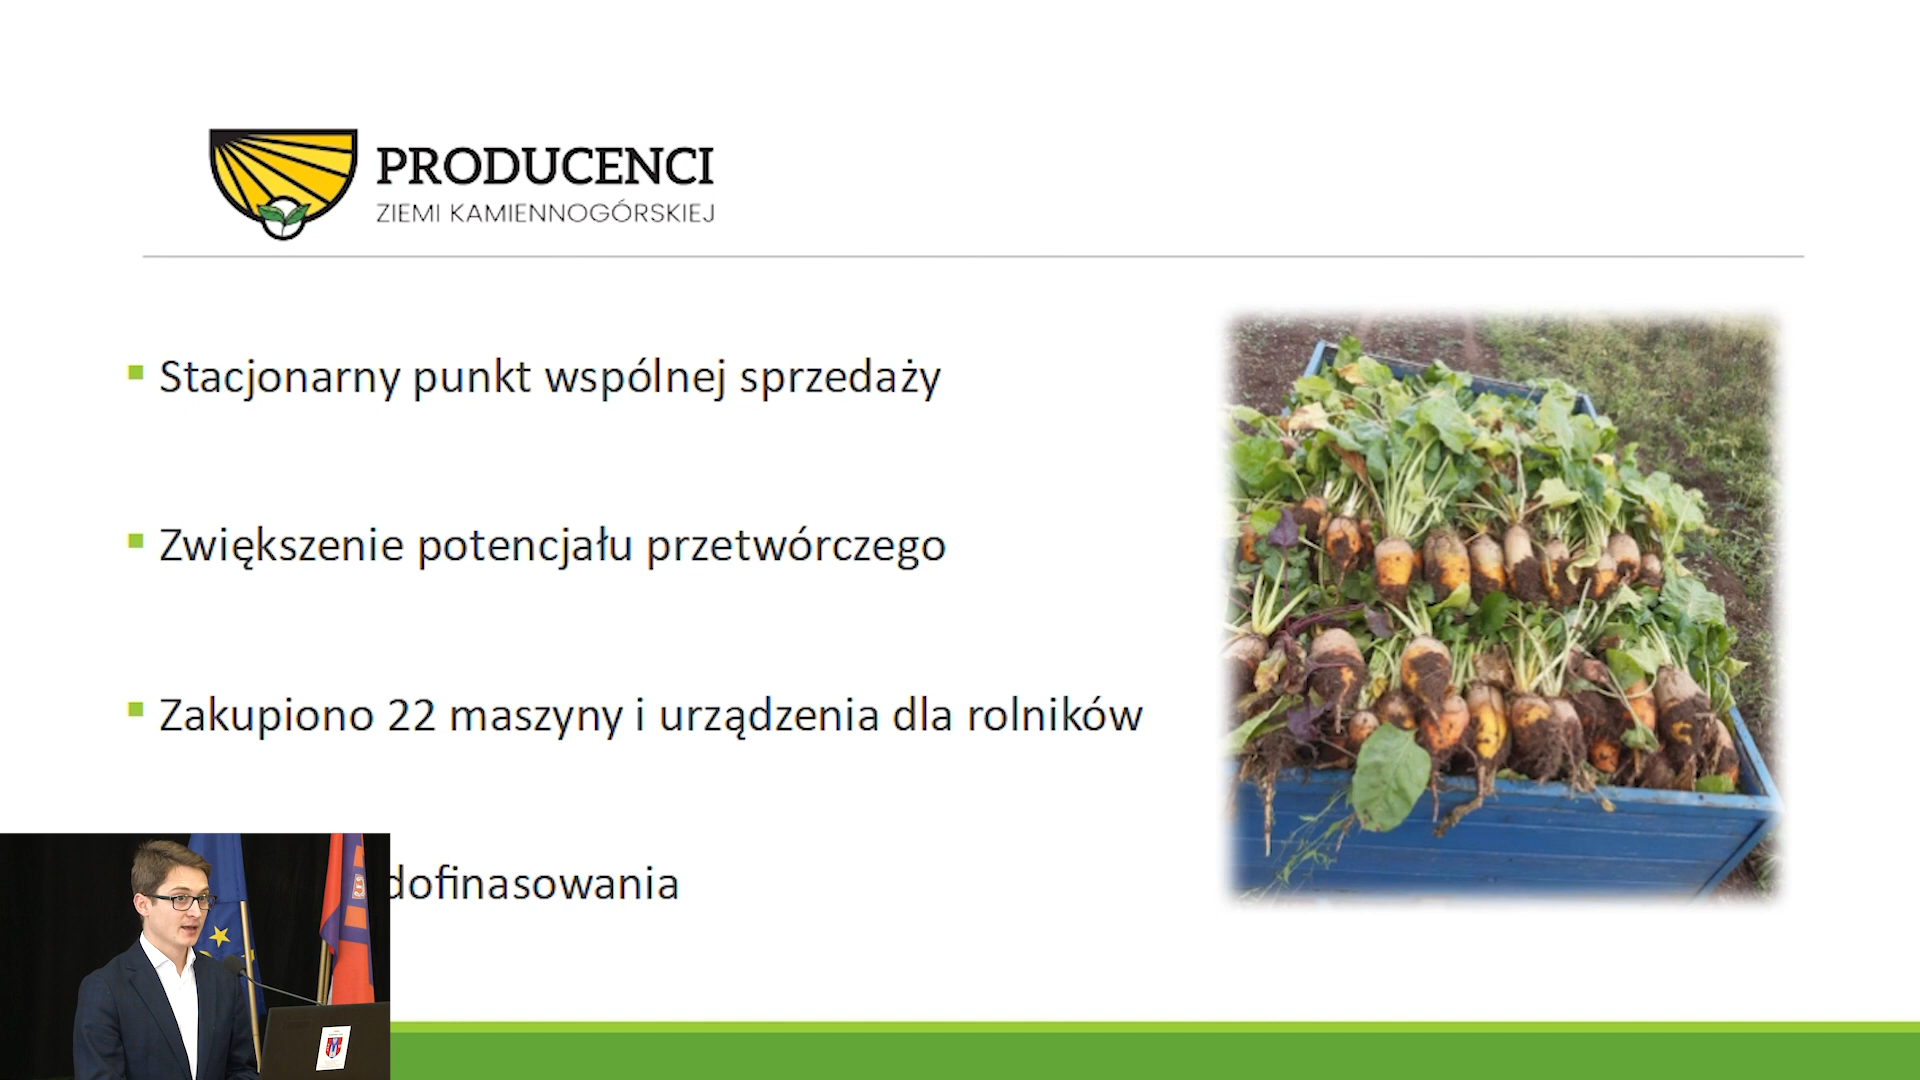 PRODUCENCI
ZIEMI KAMIENNOGÓRSKIEJ
Stacjonarny punkt wspólnej sprzedaży
Zwiększenie potencjału przetwórczego
Zakupiono 22 maszyny i urządzenia dla rolników
dofinasowania